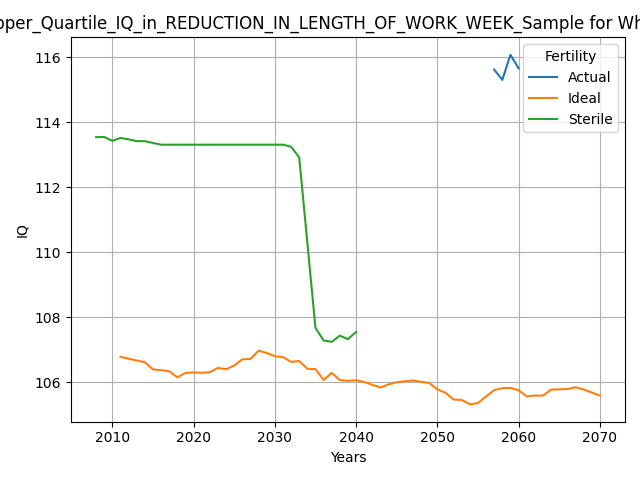 pper_Quartile_IQ_in_REDUCTION_IN_LENGTH_OF_WORK_WEEK_Sample for Wh
Fertility
Actual
Ideal
Sterile
116
114
112
110
108
106
IQ
2010 2020 2030 2040 2050 2060 2070
Years